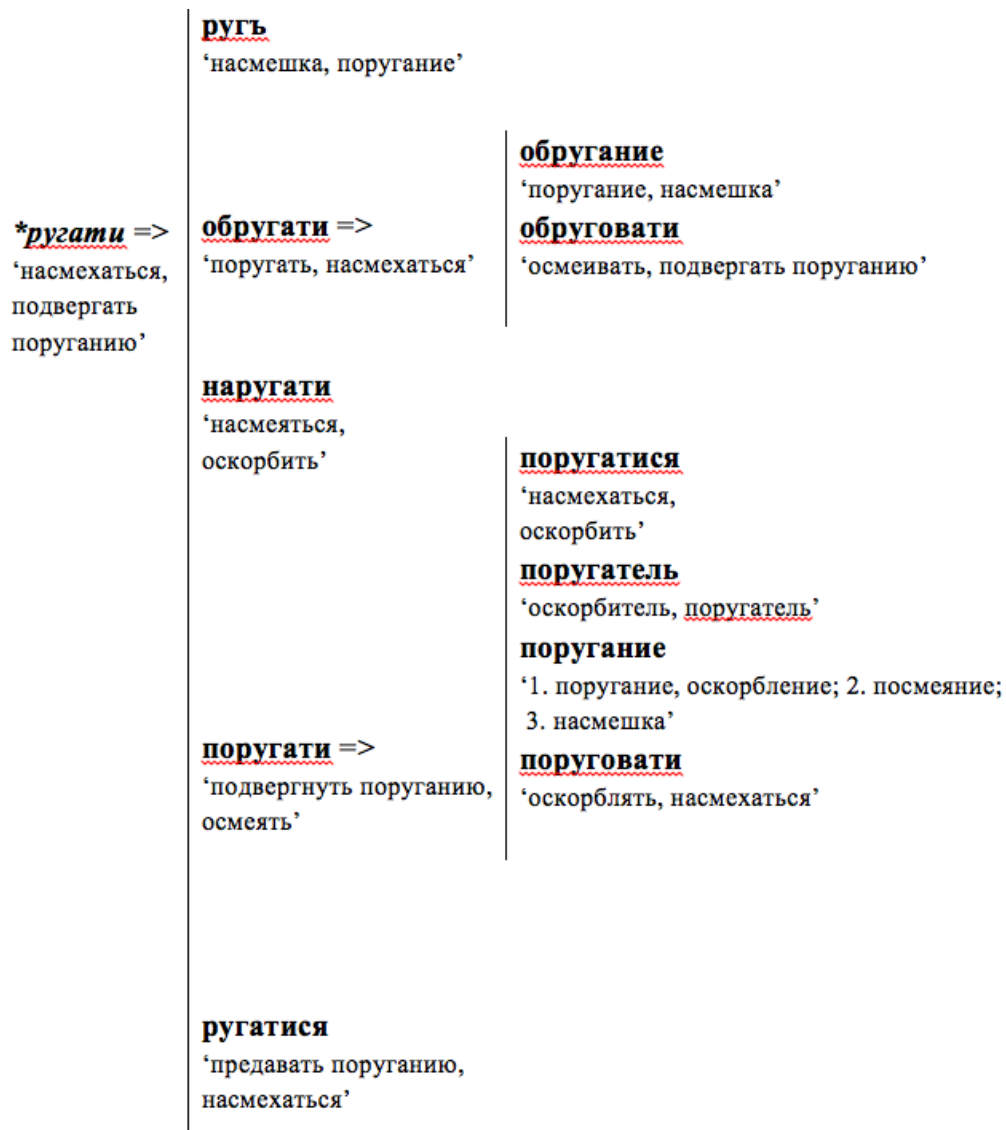 ругъ
‘насмешка, поругание’
*ругати =>
‘насмехаться,
подвергать
поруганию’
обругати =>
‘поругать, насмехаться’
обругание
‘поругание, насмешка’
обруговати
‘осмеивать, подвергать поруганию’
наругати
‘насмеяться,
оскорбить’
поругати =>
‘подвергнуть поруганию,
осмеять’
поругатися
‘насмехаться,
оскорбить’
поругатель
‘оскорбитель, поругатель’
поругание
‘1. поругание, оскорбление; 2. посмеяние;
3. насмешка’
поруговати
‘оскорблять, насмехаться’
ругатися
‘предавать поруганию,
насмехаться’